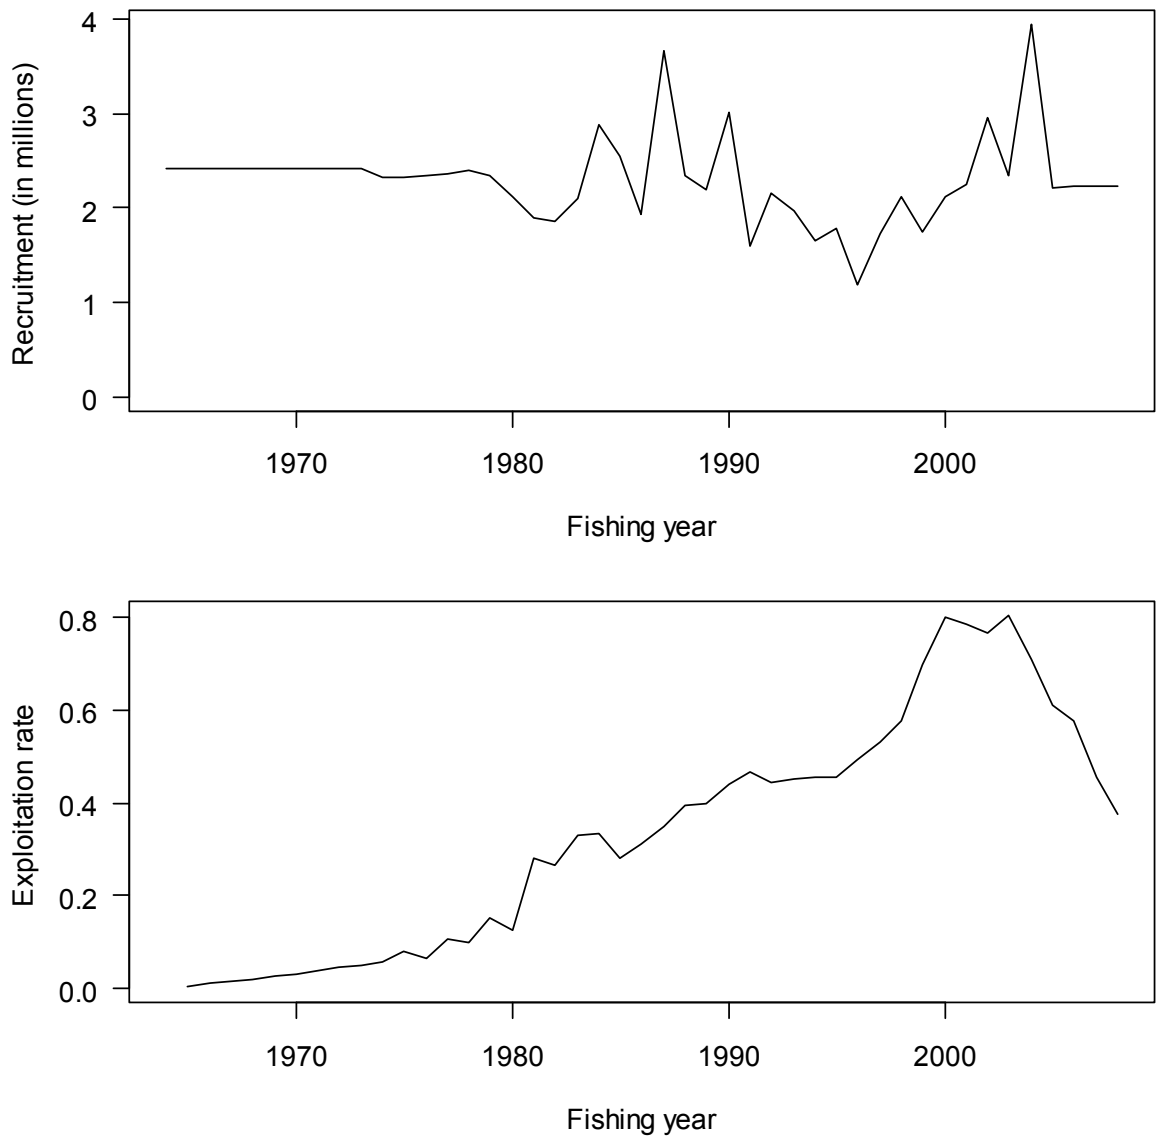 Recruitment (in millions)
4
3
2
1
0
1970 1980 1990 2000
Fishing year
Exploitation rate
0.8
0.6
0.4
0.2
0.0
1970 1980 1990 2000
Fishing year